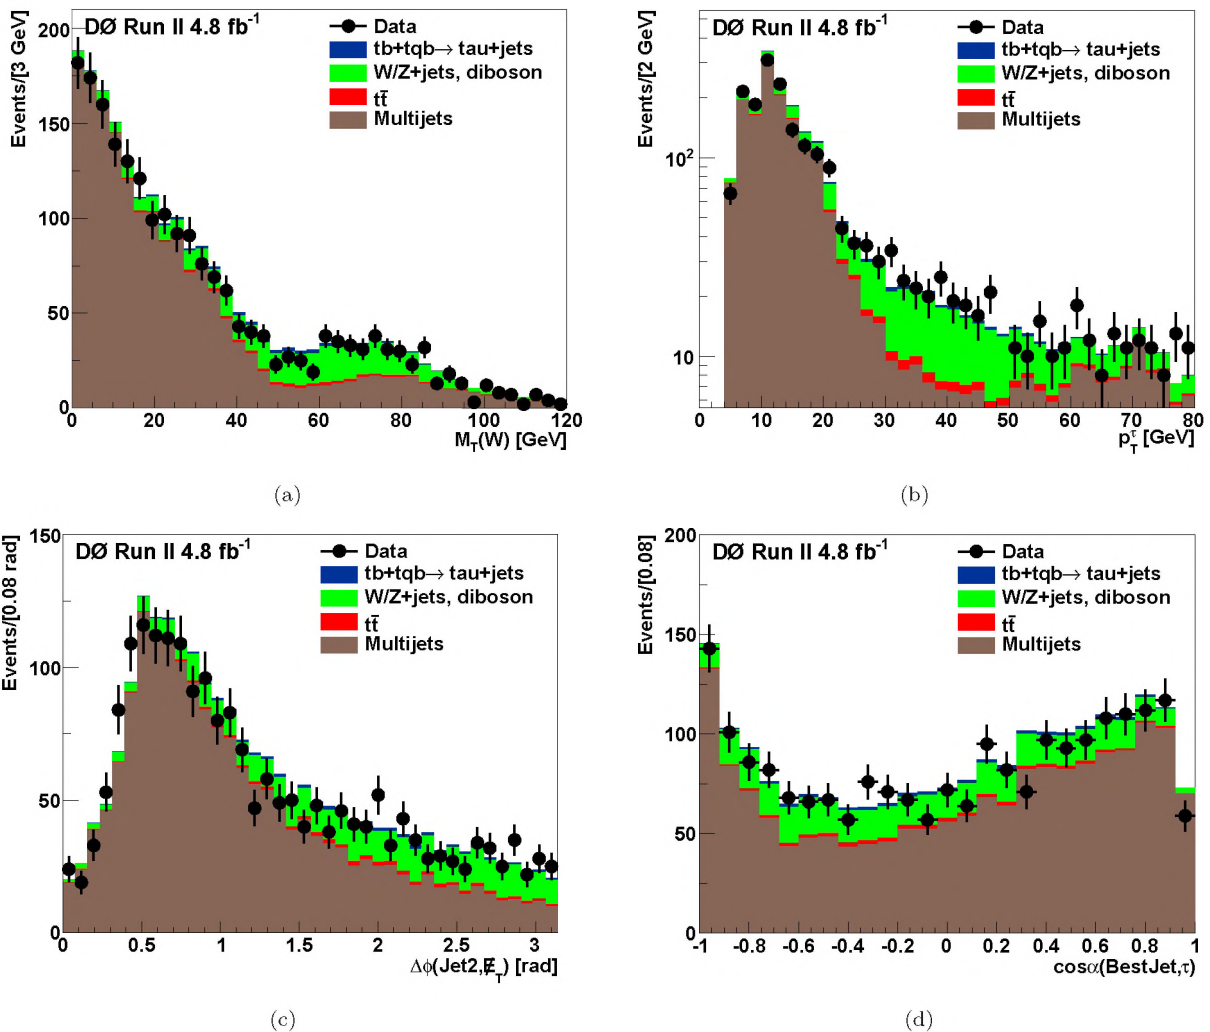 Events/[3 GeV]
200
150
100
50
0
DØ Run II 4.8 fb⁻¹
Data
tb+tqb→ tau+jets
W/Z+jets, diboson
tt̄
Multijets
0 20 40 60 80 100 120
M_T(W) [GeV]
(a)
Events/[2 GeV]
10²
10
DØ Run II 4.8 fb⁻¹
Data
tb+tqb→ tau+jets
W/Z+jets, diboson
tt̄
Multijets
0 10 20 30 40 50 60 70 80
p_T^τ [GeV]
(b)
Events/[0.08 rad]
150
100
50
0
DØ Run II 4.8 fb⁻¹
Data
tb+tqb→ tau+jets
W/Z+jets, diboson
tt̄
Multijets
0 0.5 1 1.5 2 2.5 3
Δϕ(Jet2,E̸_T) [rad]
(c)
Events/[0.08]
200
150
100
50
0
DØ Run II 4.8 fb⁻¹
Data
tb+tqb→ tau+jets
W/Z+jets, diboson
tt̄
Multijets
-1 -0.8 -0.6 -0.4 -0.2 0 0.2 0.4 0.6 0.8 1
cosα(BestJet,τ)
(d)